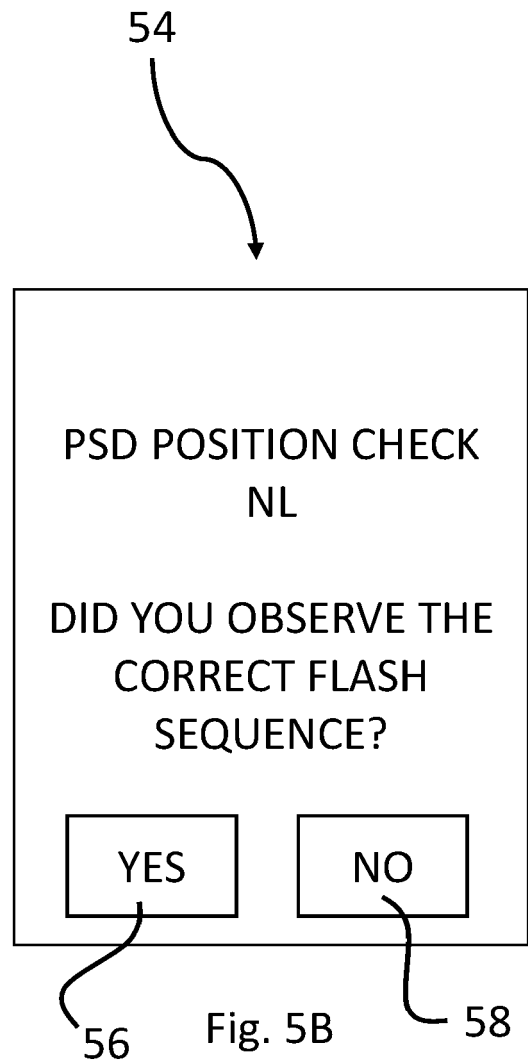 54
PSD POSITION CHECK
NL
DID YOU OBSERVE THE
CORRECT FLASH
SEQUENCE?
YES NO
56 Fig. 5B 58